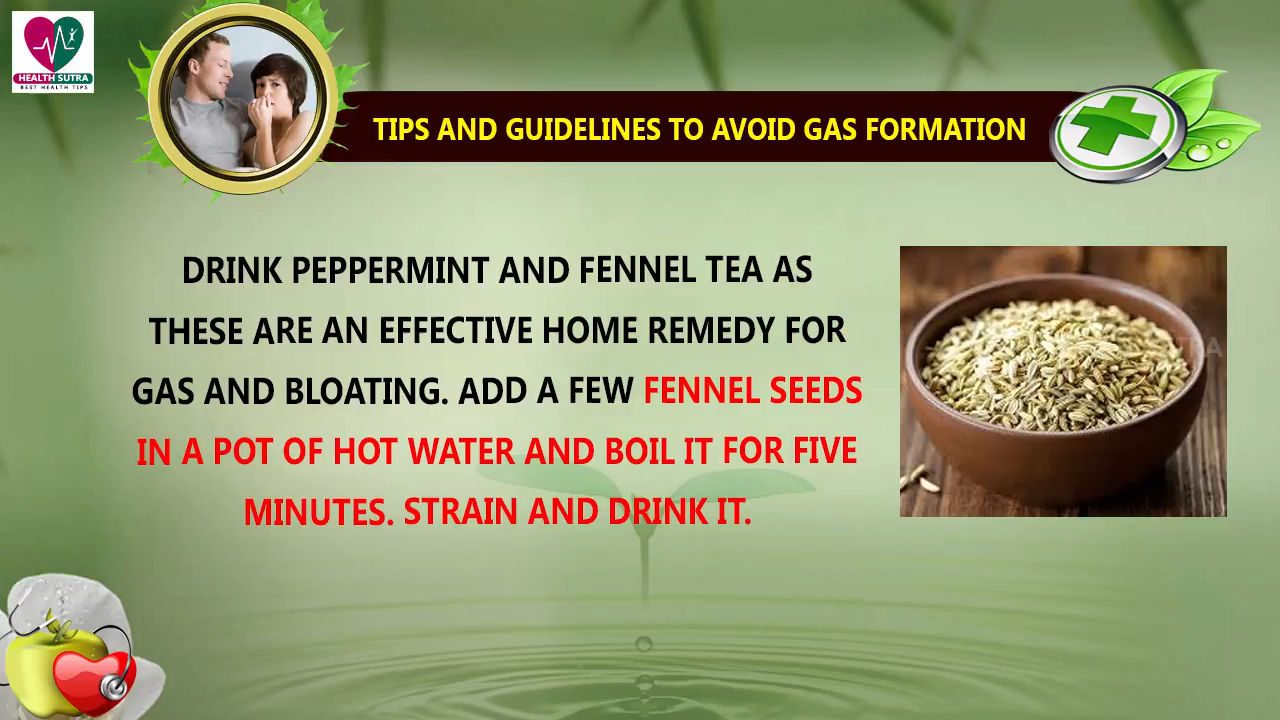 HEALTH SUTRA
BEST HEALTH TIPS
TIPS AND GUIDELINES TO AVOID GAS FORMATION
DRINK PEPPERMINT AND FENNEL TEA AS
THESE ARE AN EFFECTIVE HOME REMEDY FOR
GAS AND BLOATING. ADD A FEW FENNEL SEEDS
IN A POT OF HOT WATER AND BOIL IT FOR FIVE
MINUTES. STRAIN AND DRINK IT.